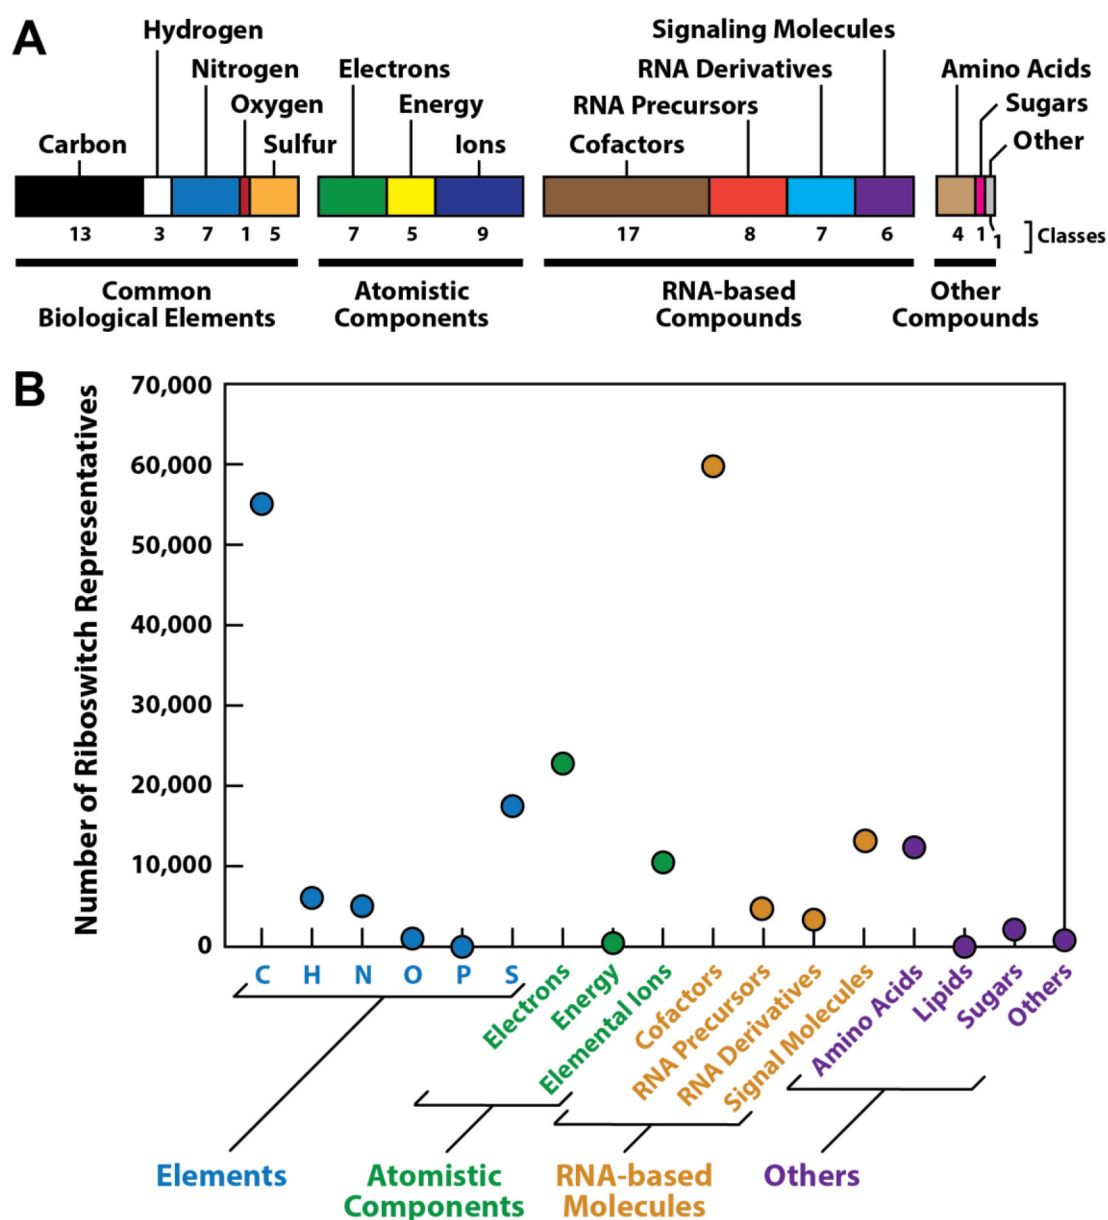 A
Hydrogen
Signaling Molecules
Nitrogen
Electrons
RNA Derivatives
Amino Acids
Oxygen
Energy
RNA Precursors
Sugars
Carbon
Sulfur
Ions
Cofactors
Other
13 3 7 1 5 7 5 9 17 8 7 6 4 1 1 Classes
Common
Biological Elements
Atomistic
Components
RNA-based
Compounds
Other
Compounds
B
Number of Riboswitch Representatives
70,000
60,000
50,000
40,000
30,000
20,000
10,000
0
C H N O P S
Electrons
Energy
Elemental Ions
Cofactors
RNA Precursors
RNA Derivatives
Signal Molecules
Amino Acids
Lipids
Sugars
Others
Elements
Atomistic
Components
RNA-based
Molecules
Others